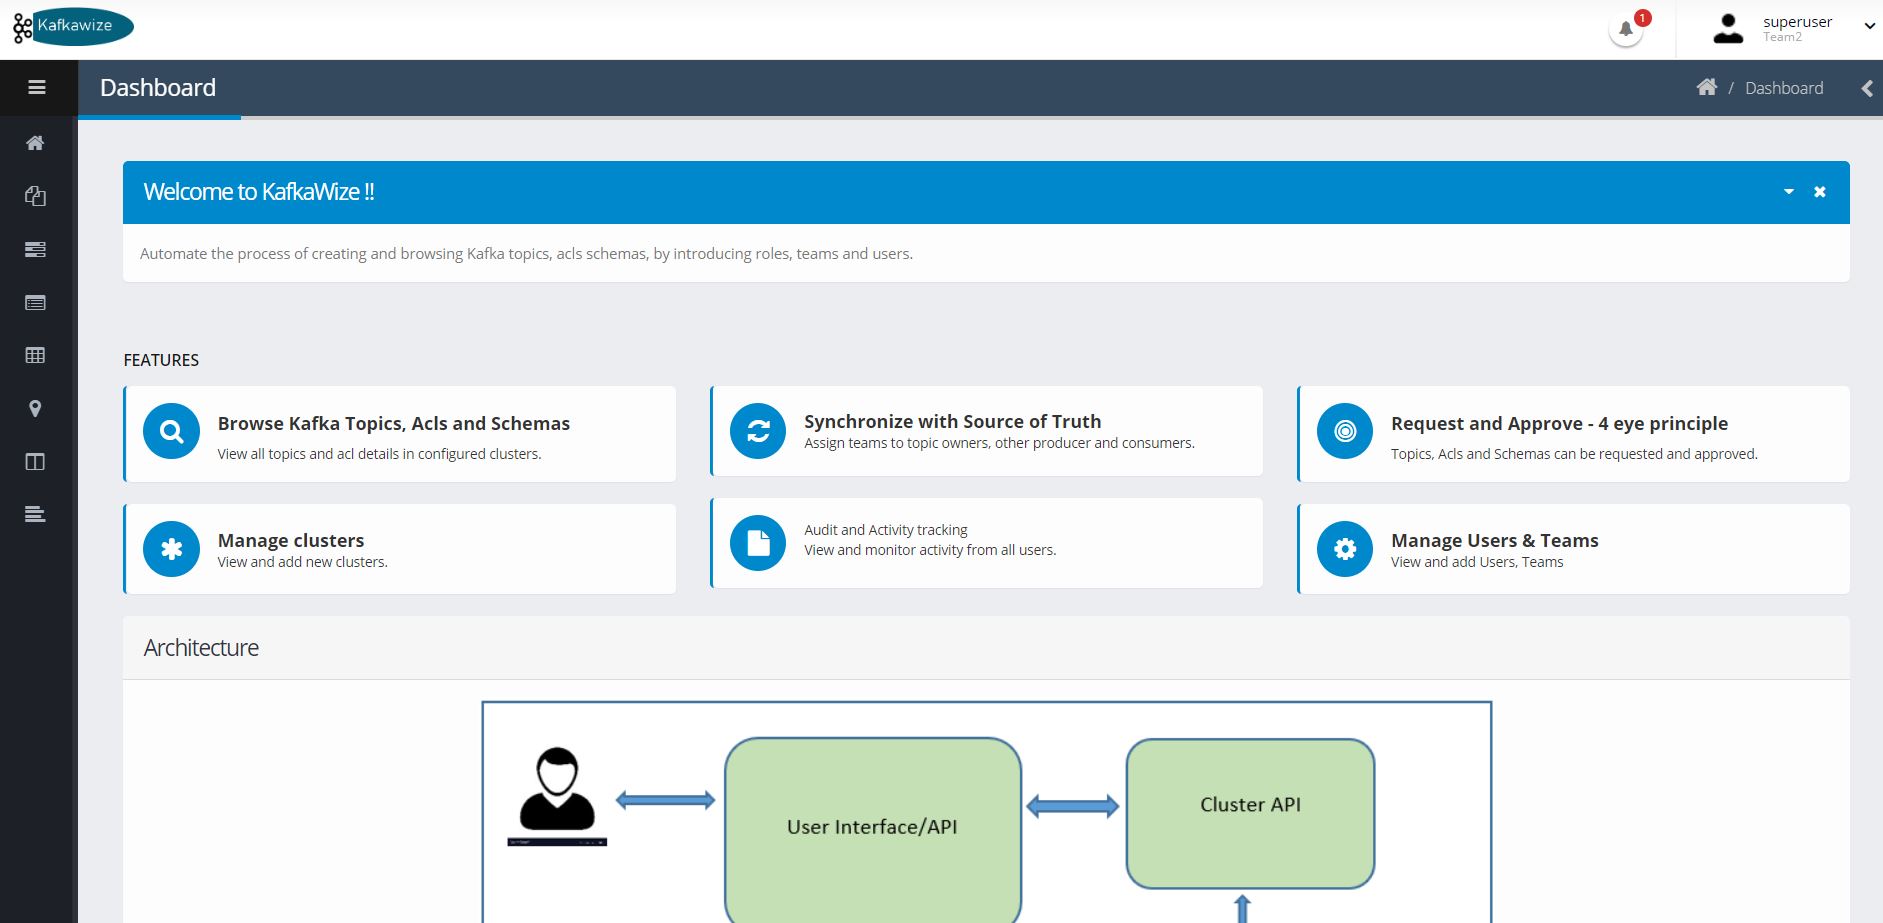 Kafkawize
1
superuser
Team2
Dashboard
/ Dashboard
Welcome to KafkaWize !!
Automate the process of creating and browsing Kafka topics, acls schemas, by introducing roles, teams and users.
FEATURES
Browse Kafka Topics, Acls and Schemas
View all topics and acl details in configured clusters.
Synchronize with Source of Truth
Assign teams to topic owners, other producer and consumers.
Request and Approve - 4 eye principle
Topics, Acls and Schemas can be requested and approved.
Manage clusters
View and add new clusters.
Audit and Activity tracking
View and monitor activity from all users.
Manage Users & Teams
View and add Users, Teams
Architecture
User Interface/API
Cluster API